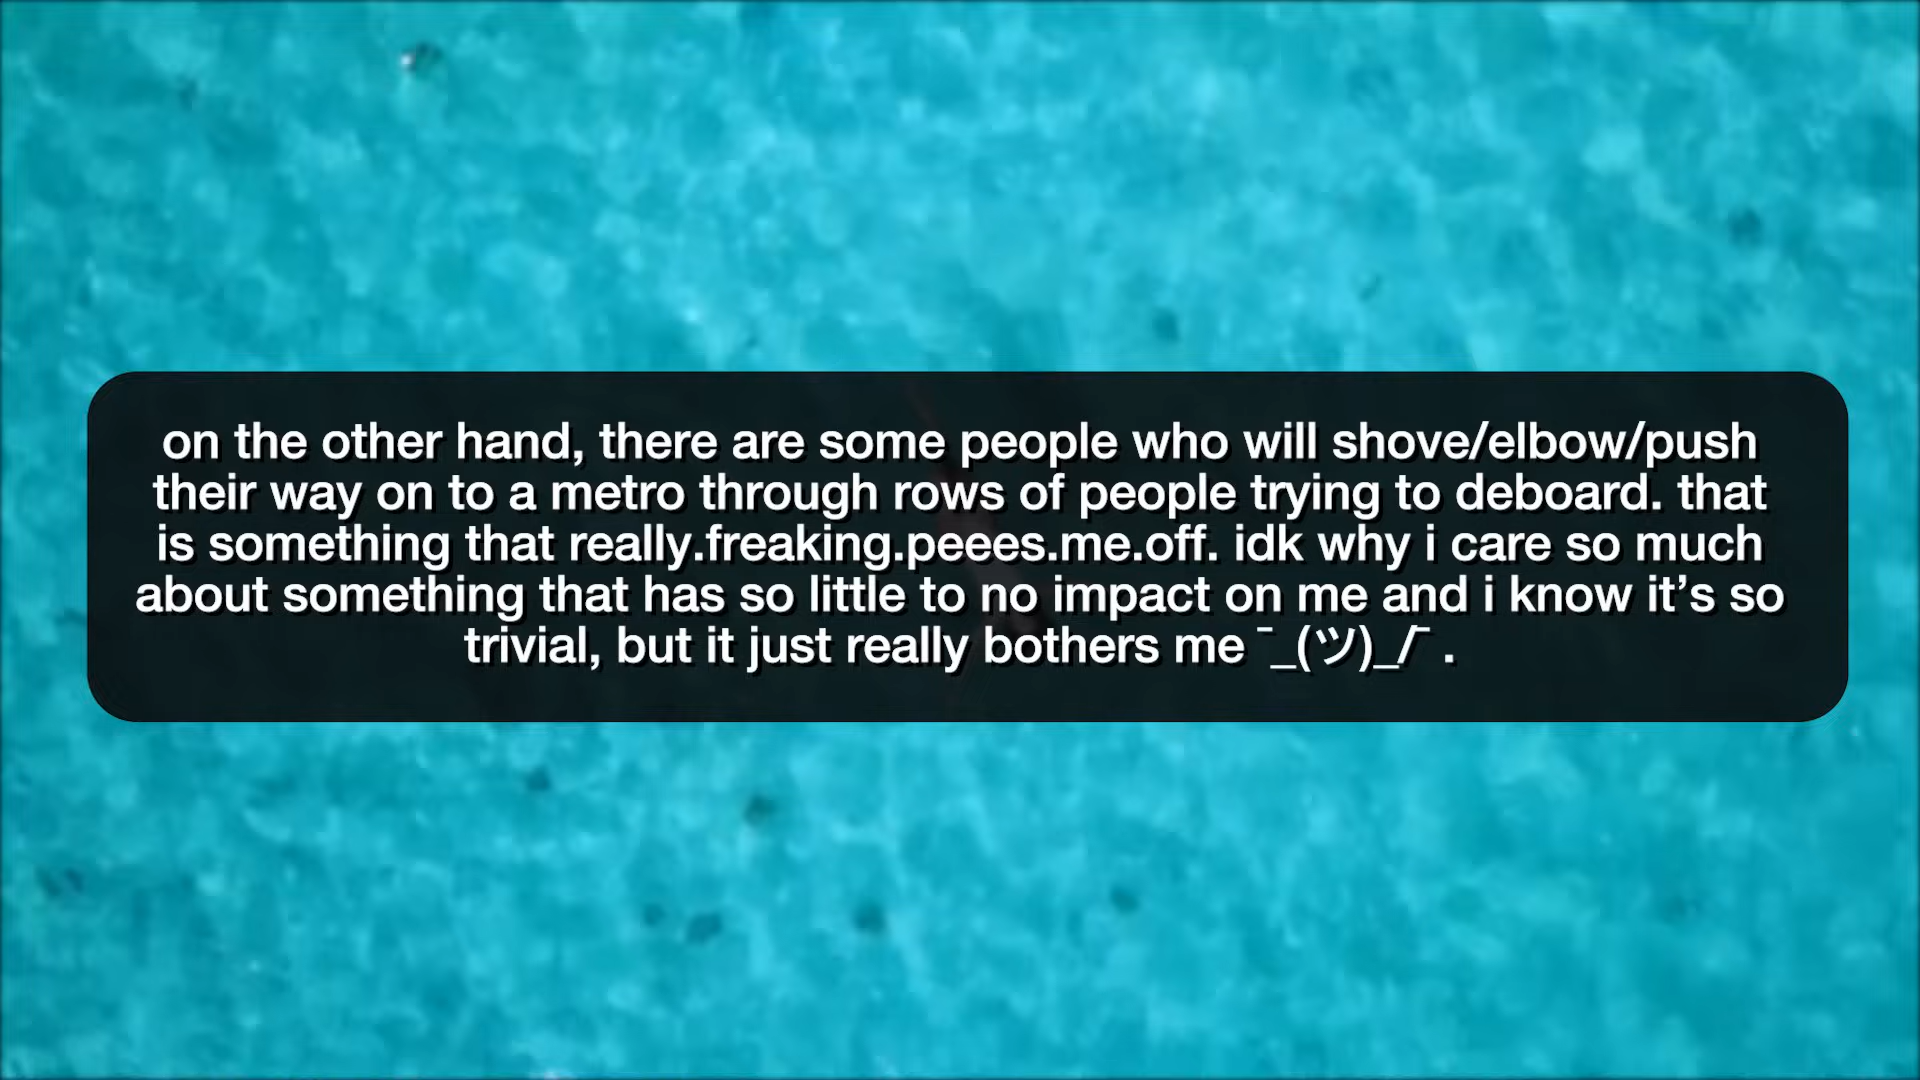 on the other hand, there are some people who will shove/elbow/push
their way on to a metro through rows of people trying to deboard. that
is something that really.freaking.peees.me.off. idk why i care so much
about something that has so little to no impact on me and i know it’s so
trivial, but it just really bothers me ¯_(ツ)_/¯ .